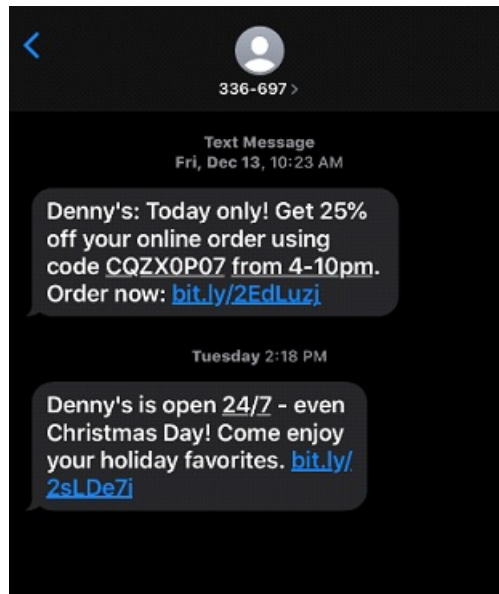 336-697 >
Text Message
Fri, Dec 13, 10:23 AM
Denny's: Today only! Get 25%
off your online order using
code CQZX0P07 from 4-10pm.
Order now: bit.ly/2EdLuzj
Tuesday 2:18 PM
Denny's is open 24/7 - even
Christmas Day! Come enjoy
your holiday favorites. bit.ly/
2sLDe7i